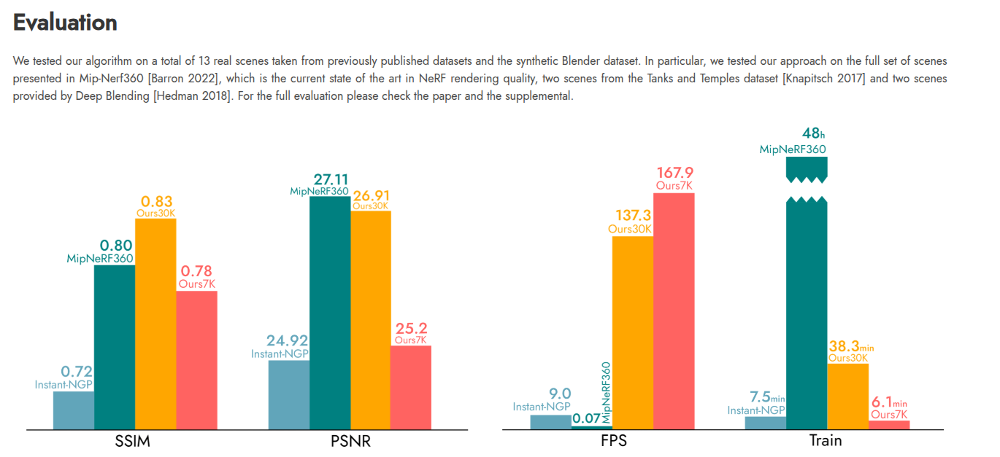 Evaluation
We tested our algorithm on a total of 13 real scenes taken from previously published datasets and the synthetic Blender dataset. In particular, we tested our approach on the full set of scenes
presented in Mip-Nerf360 [Barron 2022], which is the current state of the art in NeRF rendering quality, two scenes from the Tanks and Temples dataset [Knapitsch 2017] and two scenes
provided by Deep Blending [Hedman 2018]. For the full evaluation please check the paper and the supplemental.
0.72
Instant-NGP
0.80
MipNeRF360
0.83
Ours30K
0.78
Ours7K
SSIM
24.92
Instant-NGP
27.11
MipNeRF360
26.91
Ours30K
25.2
Ours7K
PSNR
9.0
Instant-NGP
0.07
MipNeRF360
137.3
Ours30K
167.9
Ours7K
FPS
7.5min
Instant-NGP
48h
MipNeRF360
38.3min
Ours30K
6.1min
Ours7K
Train